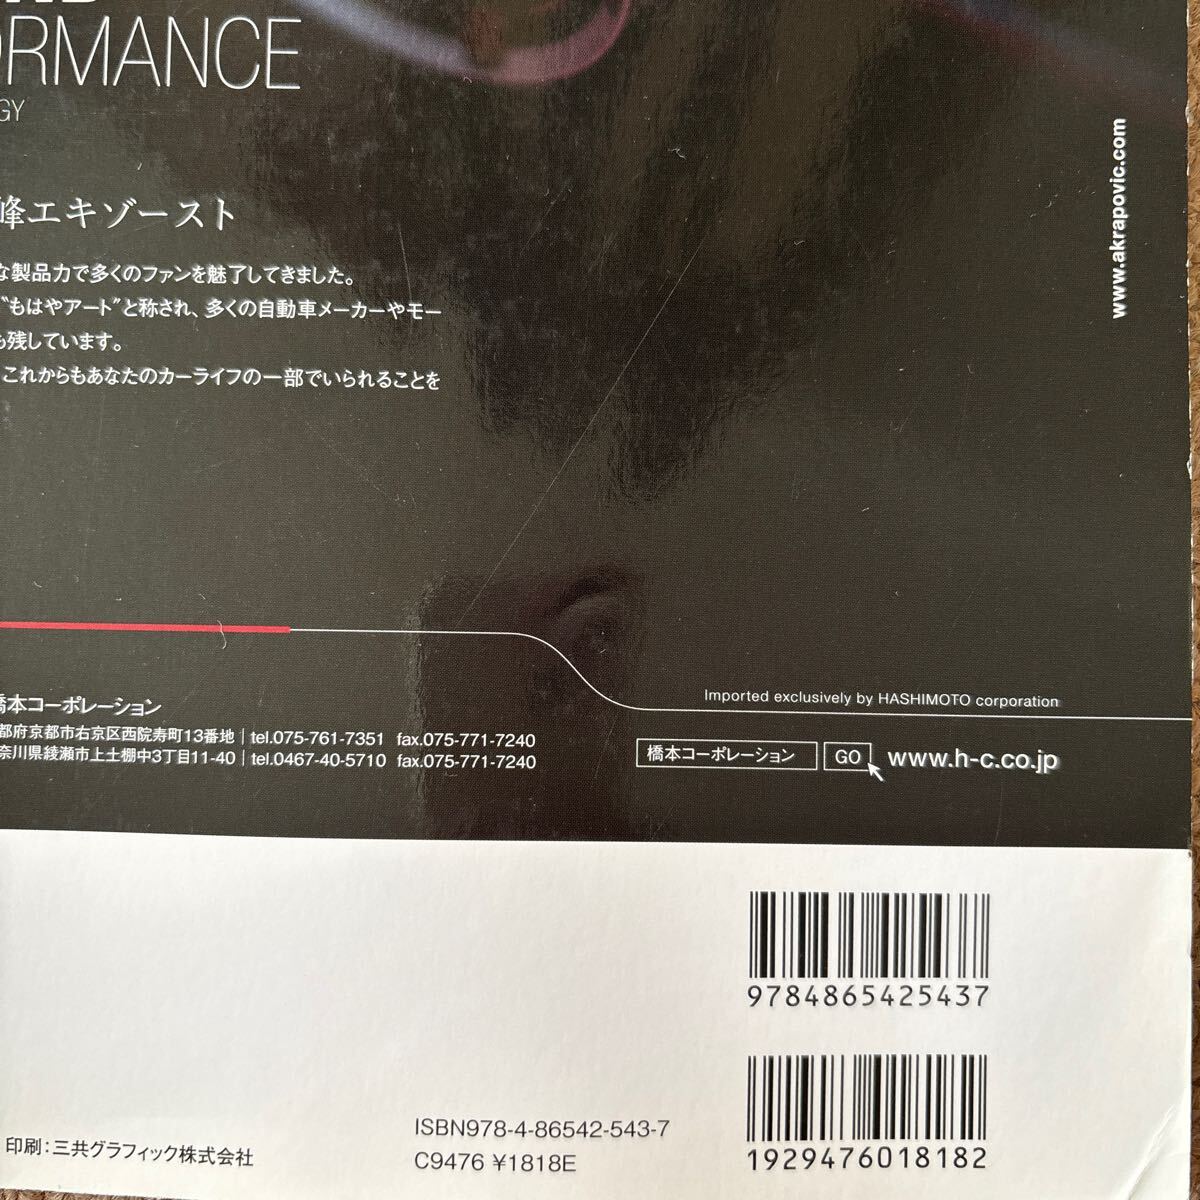 ORMANCE
GY
峰エキゾースト
な製品力で多くのファンを魅了してきました。
"もはやアート"と称され、多くの自動車メーカーやモー
も残しています。
これからもあなたのカーライフの一部でいられることを
www.akrapovic.com
Imported exclusively by HASHIMOTO corporation
橋本コーポレーション
都府京都市右京区西院寿町13番地 | tel.075-761-7351 fax.075-771-7240
奈川県綾瀬市上土棚中3丁目11-40 | tel.0467-40-5710 fax.075-771-7240
橋本コーポレーション GO www.h-c.co.jp
9784865425437
1929476018182
ISBN978-4-86542-543-7
C9476 ¥1818E
印刷：三共グラフィック株式会社